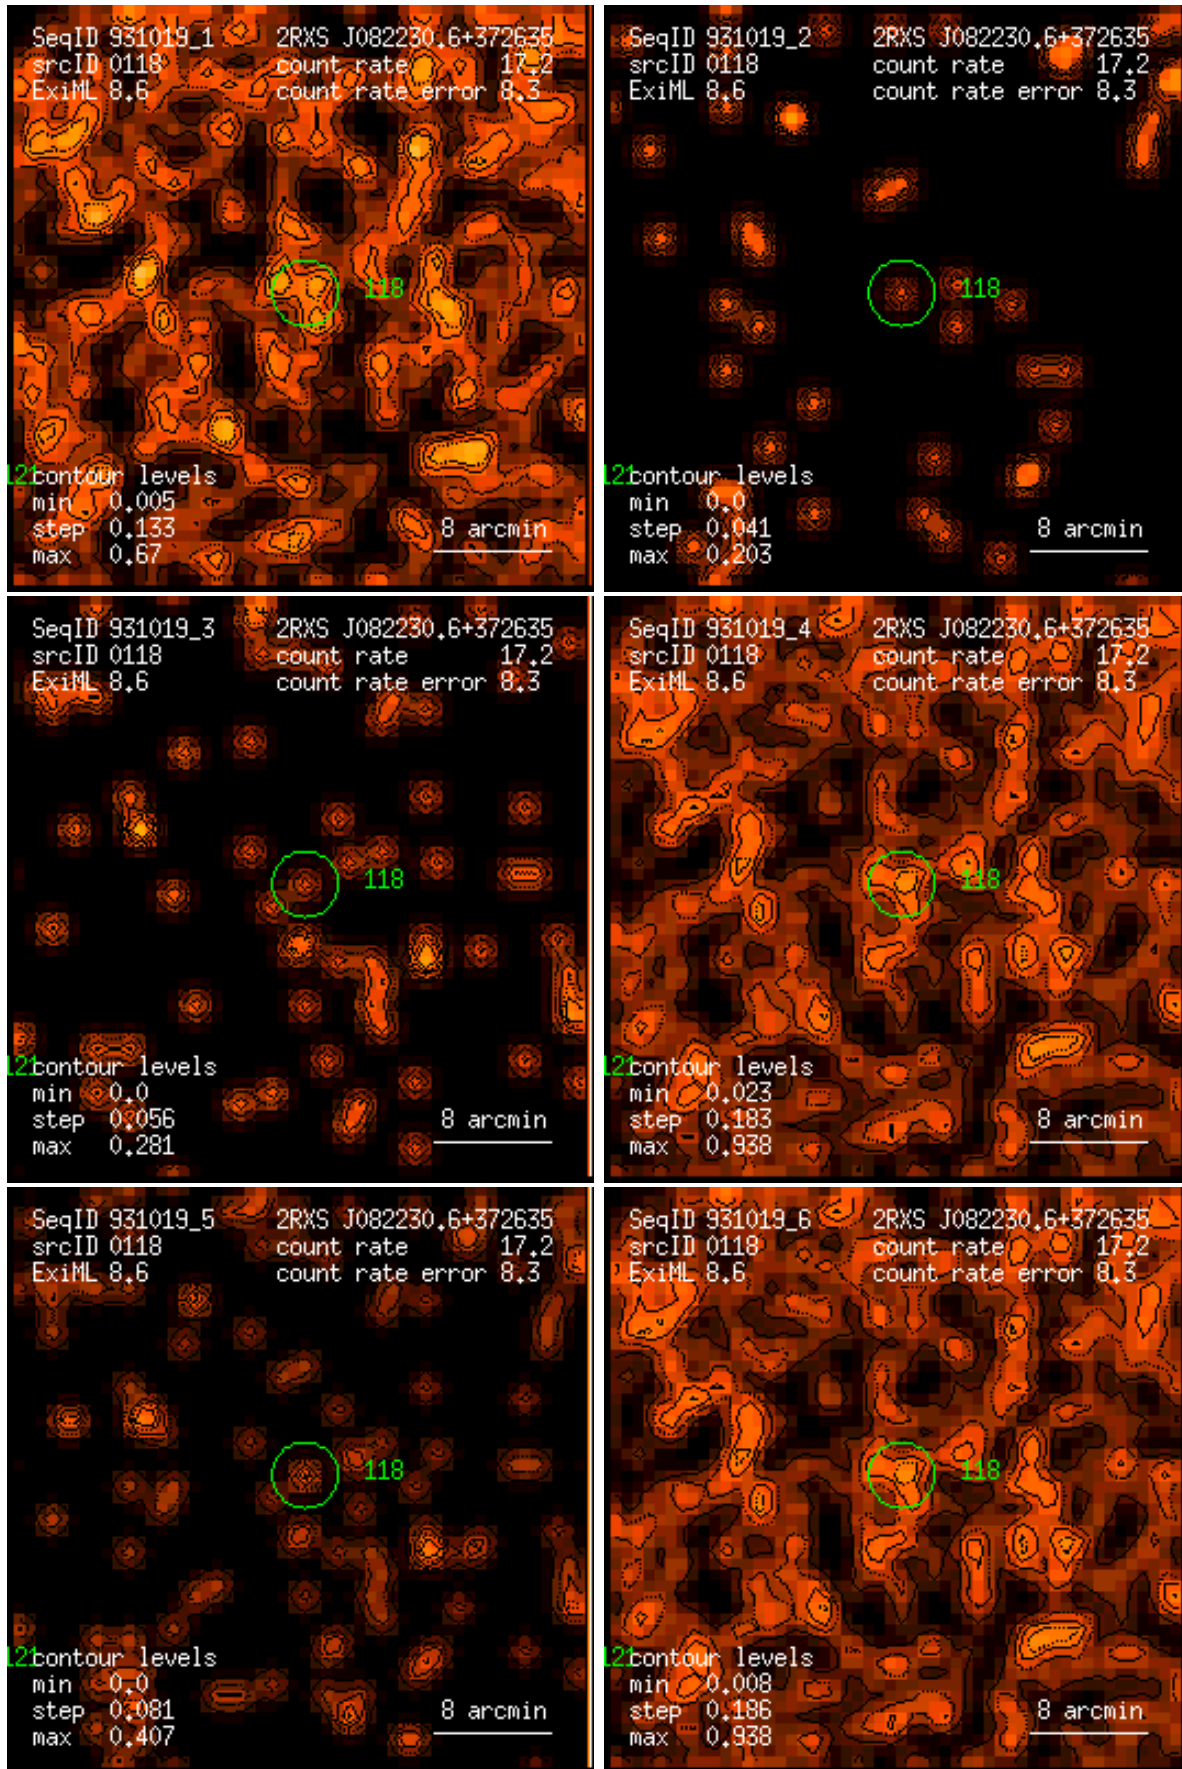 SeqID 931019_1 2RXS J082230.6+372635
srcID 0118 count rate 17.2
ExiML 8.6 count rate error 8.3
118
121
contour levels
min 0.005
step 0.133 8 arcmin
max 0.67
SeqID 931019_2 2RXS J082230.6+372635
srcID 0118 count rate 17.2
ExiML 8.6 count rate error 8.3
118
121
contour levels
min 0.0
step 0.041 8 arcmin
max 0.203
SeqID 931019_3 2RXS J082230.6+372635
srcID 0118 count rate 17.2
ExiML 8.6 count rate error 8.3
118
121
contour levels
min 0.0
step 0.056 8 arcmin
max 0.281
SeqID 931019_4 2RXS J082230.6+372635
srcID 0118 count rate 17.2
ExiML 8.6 count rate error 8.3
118
121
contour levels
min 0.023
step 0.183 8 arcmin
max 0.938
SeqID 931019_5 2RXS J082230.6+372635
srcID 0118 count rate 17.2
ExiML 8.6 count rate error 8.3
118
121
contour levels
min 0.0
step 0.081 8 arcmin
max 0.407
SeqID 931019_6 2RXS J082230.6+372635
srcID 0118 count rate 17.2
ExiML 8.6 count rate error 8.3
118
121
contour levels
min 0.008
step 0.186 8 arcmin
max 0.938